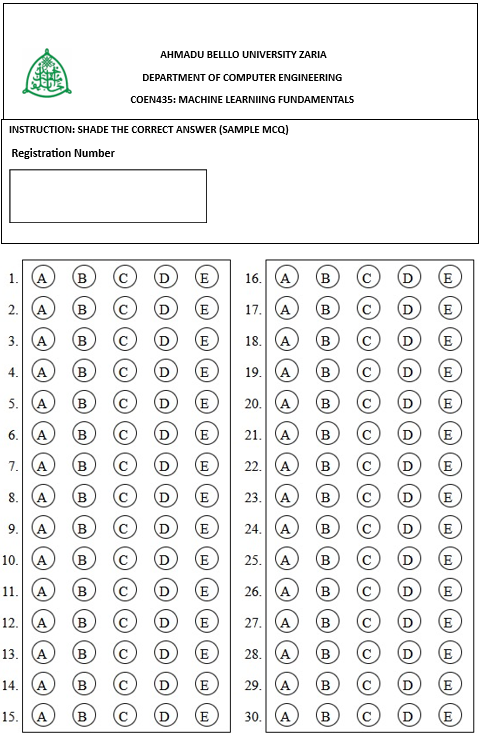 AHMADU BELLLO UNIVERSITY ZARIA
DEPARTMENT OF COMPUTER ENGINEERING
COEN435: MACHINE LEARNIING FUNDAMENTALS
INSTRUCTION: SHADE THE CORRECT ANSWER (SAMPLE MCQ)
Registration Number
1. A B C D E
2. A B C D E
3. A B C D E
4. A B C D E
5. A B C D E
6. A B C D E
7. A B C D E
8. A B C D E
9. A B C D E
10. A B C D E
11. A B C D E
12. A B C D E
13. A B C D E
14. A B C D E
15. A B C D E
16. A B C D E
17. A B C D E
18. A B C D E
19. A B C D E
20. A B C D E
21. A B C D E
22. A B C D E
23. A B C D E
24. A B C D E
25. A B C D E
26. A B C D E
27. A B C D E
28. A B C D E
29. A B C D E
30. A B C D E